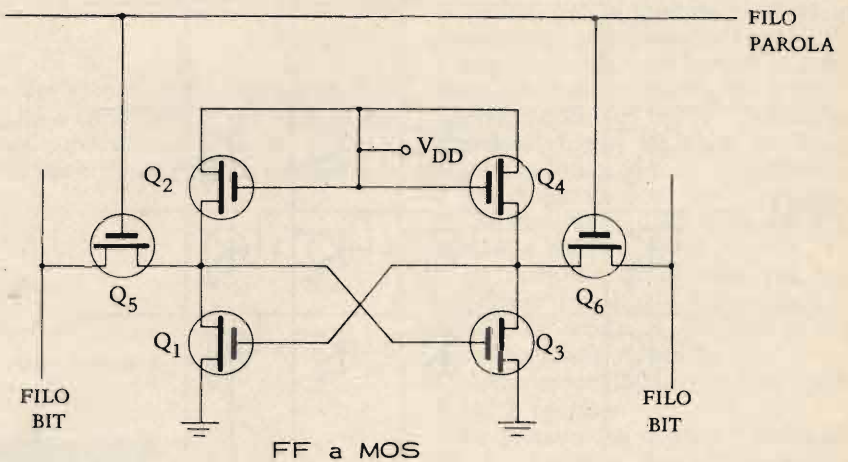 FILO
PAROLA
V_DD
Q2
Q4
Q5
Q6
Q1
Q3
FILO
BIT
FILO
BIT
FF a MOS